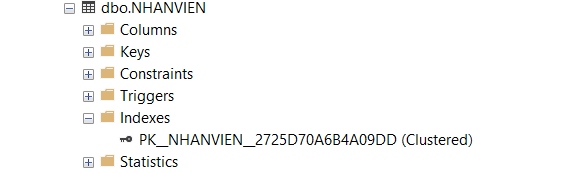 dbo.NHANVIEN
Columns
Keys
Constraints
Triggers
Indexes
PK__NHANVIEN__2725D70A6B4A09DD (Clustered)
Statistics